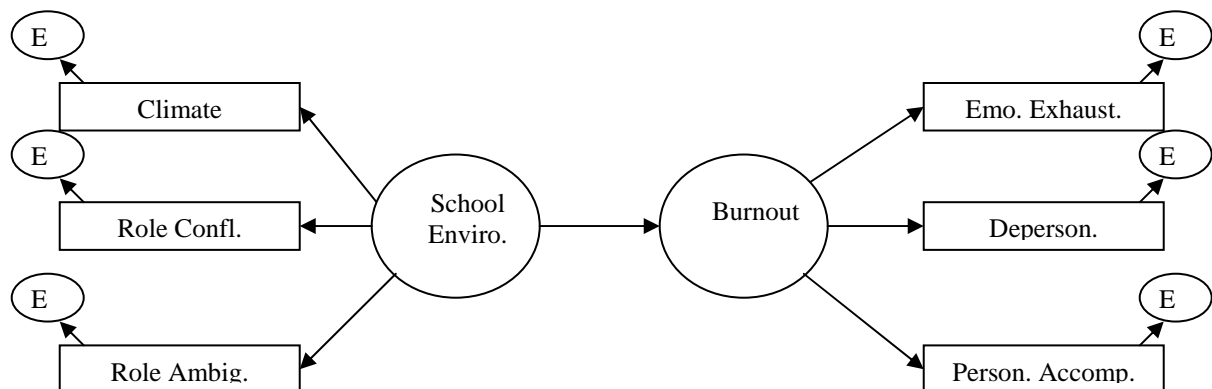 E
E
Climate
Emo. Exhaust.
E
E
School
Enviro.
Burnout
Role Confl.
Deperson.
E
E
Role Ambig.
Person. Accomp.